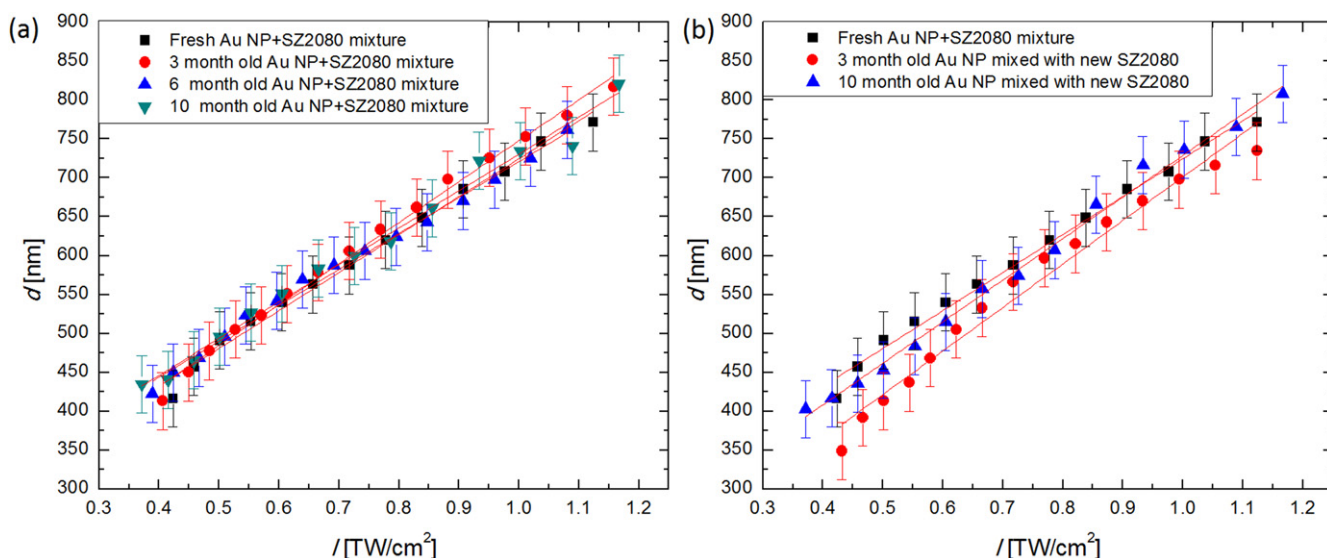 (a)
900
850
800
750
700
650
600
550
500
450
400
350
300
d [nm]
Fresh Au NP+SZ2080 mixture
3 month old Au NP+SZ2080 mixture
6 month old Au NP+SZ2080 mixture
10 month old Au NP+SZ2080 mixture
0.3 0.4 0.5 0.6 0.7 0.8 0.9 1.0 1.1 1.2
I [TW/cm²]
(b)
900
850
800
750
700
650
600
550
500
450
400
350
300
d [nm]
Fresh Au NP+SZ2080 mixture
3 month old Au NP mixed with new SZ2080
10 month old Au NP mixed with new SZ2080
0.3 0.4 0.5 0.6 0.7 0.8 0.9 1.0 1.1 1.2
I [TW/cm²]